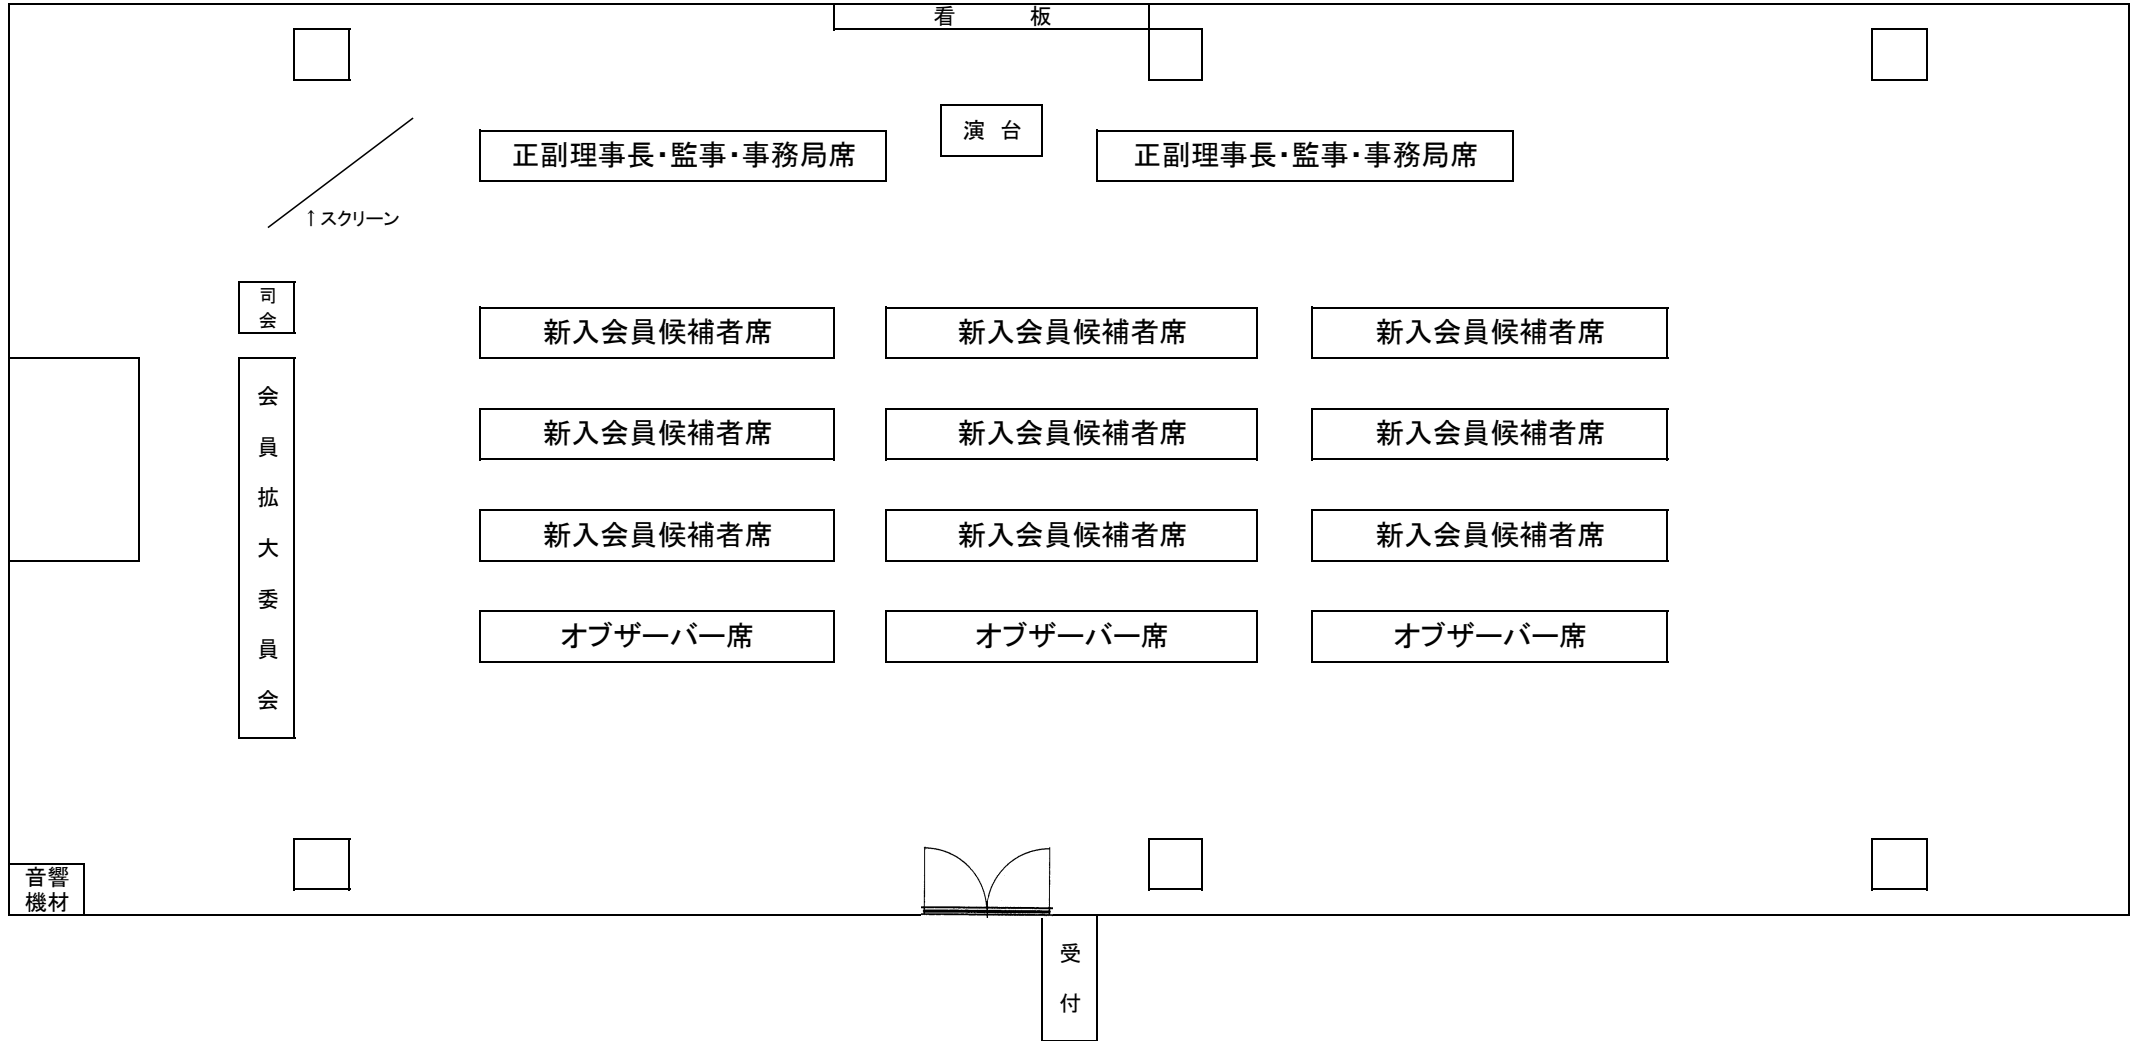 看 板
演 台
正副理事長・監事・事務局席
正副理事長・監事・事務局席
↑スクリーン
司会
新入会員候補者席
新入会員候補者席
新入会員候補者席
会員拡大委員会
新入会員候補者席
新入会員候補者席
新入会員候補者席
新入会員候補者席
新入会員候補者席
新入会員候補者席
オブザーバー席
オブザーバー席
オブザーバー席
音響
機材
受付